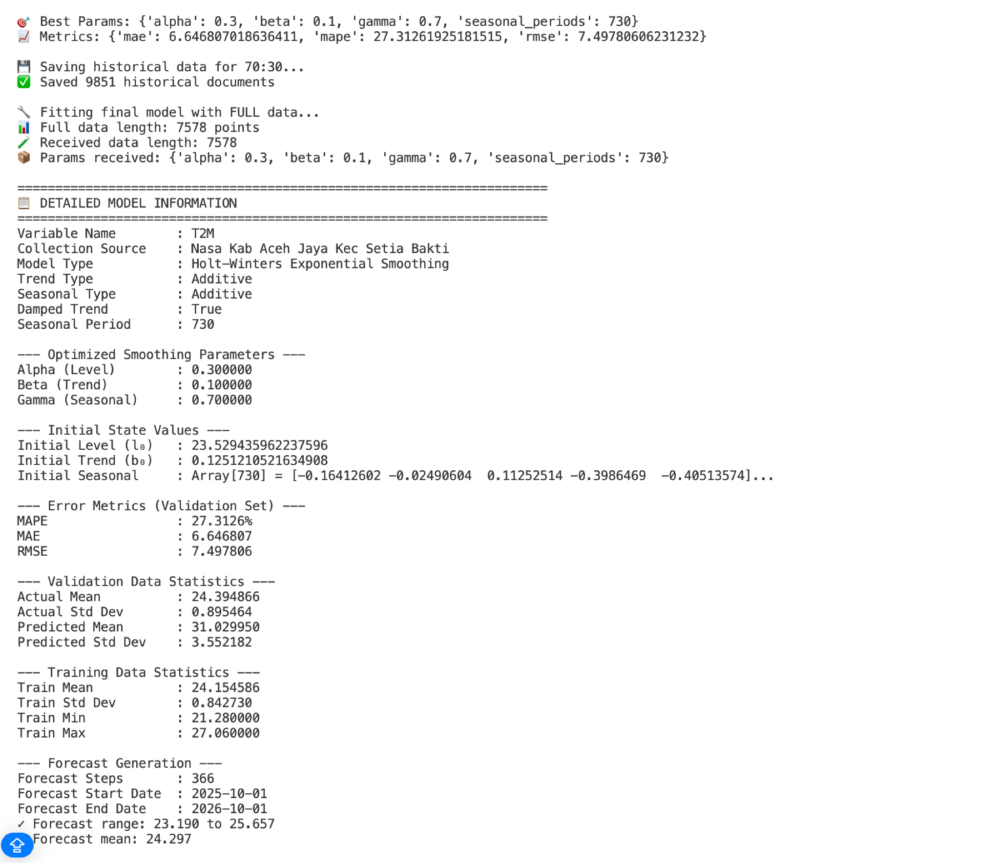 🎯 Best Params: {'alpha': 0.3, 'beta': 0.1, 'gamma': 0.7, 'seasonal_periods': 730}
📈 Metrics: {'mae': 6.646807018636411, 'mape': 27.31261925181515, 'rmse': 7.49780606231232}
💾 Saving historical data for 70:30...
✅ Saved 9851 historical documents
🔧 Fitting final model with FULL data...
📊 Full data length: 7578 points
🧪 Received data length: 7578
📦 Params received: {'alpha': 0.3, 'beta': 0.1, 'gamma': 0.7, 'seasonal_periods': 730}
======================================================================
📋 DETAILED MODEL INFORMATION
======================================================================
Variable Name        : T2M
Collection Source    : Nasa Kab Aceh Jaya Kec Setia Bakti
Model Type           : Holt-Winters Exponential Smoothing
Trend Type           : Additive
Seasonal Type        : Additive
Damped Trend         : True
Seasonal Period      : 730
--- Optimized Smoothing Parameters ---
Alpha (Level)        : 0.300000
Beta (Trend)         : 0.100000
Gamma (Seasonal)     : 0.700000
--- Initial State Values ---
Initial Level (l₀)   : 23.529435962237596
Initial Trend (b₀)   : 0.1251210521634908
Initial Seasonal     : Array[730] = [-0.16412602 -0.02490604  0.11252514 -0.3986469  -0.40513574]...
--- Error Metrics (Validation Set) ---
MAPE                 : 27.3126%
MAE                  : 6.646807
RMSE                 : 7.497806
--- Validation Data Statistics ---
Actual Mean          : 24.394866
Actual Std Dev       : 0.895464
Predicted Mean       : 31.029950
Predicted Std Dev    : 3.552182
--- Training Data Statistics ---
Train Mean           : 24.154586
Train Std Dev        : 0.842730
Train Min            : 21.280000
Train Max            : 27.060000
--- Forecast Generation ---
Forecast Steps       : 366
Forecast Start Date  : 2025-10-01
Forecast End Date    : 2026-10-01
✓ Forecast range: 23.190 to 25.657
Forecast mean: 24.297